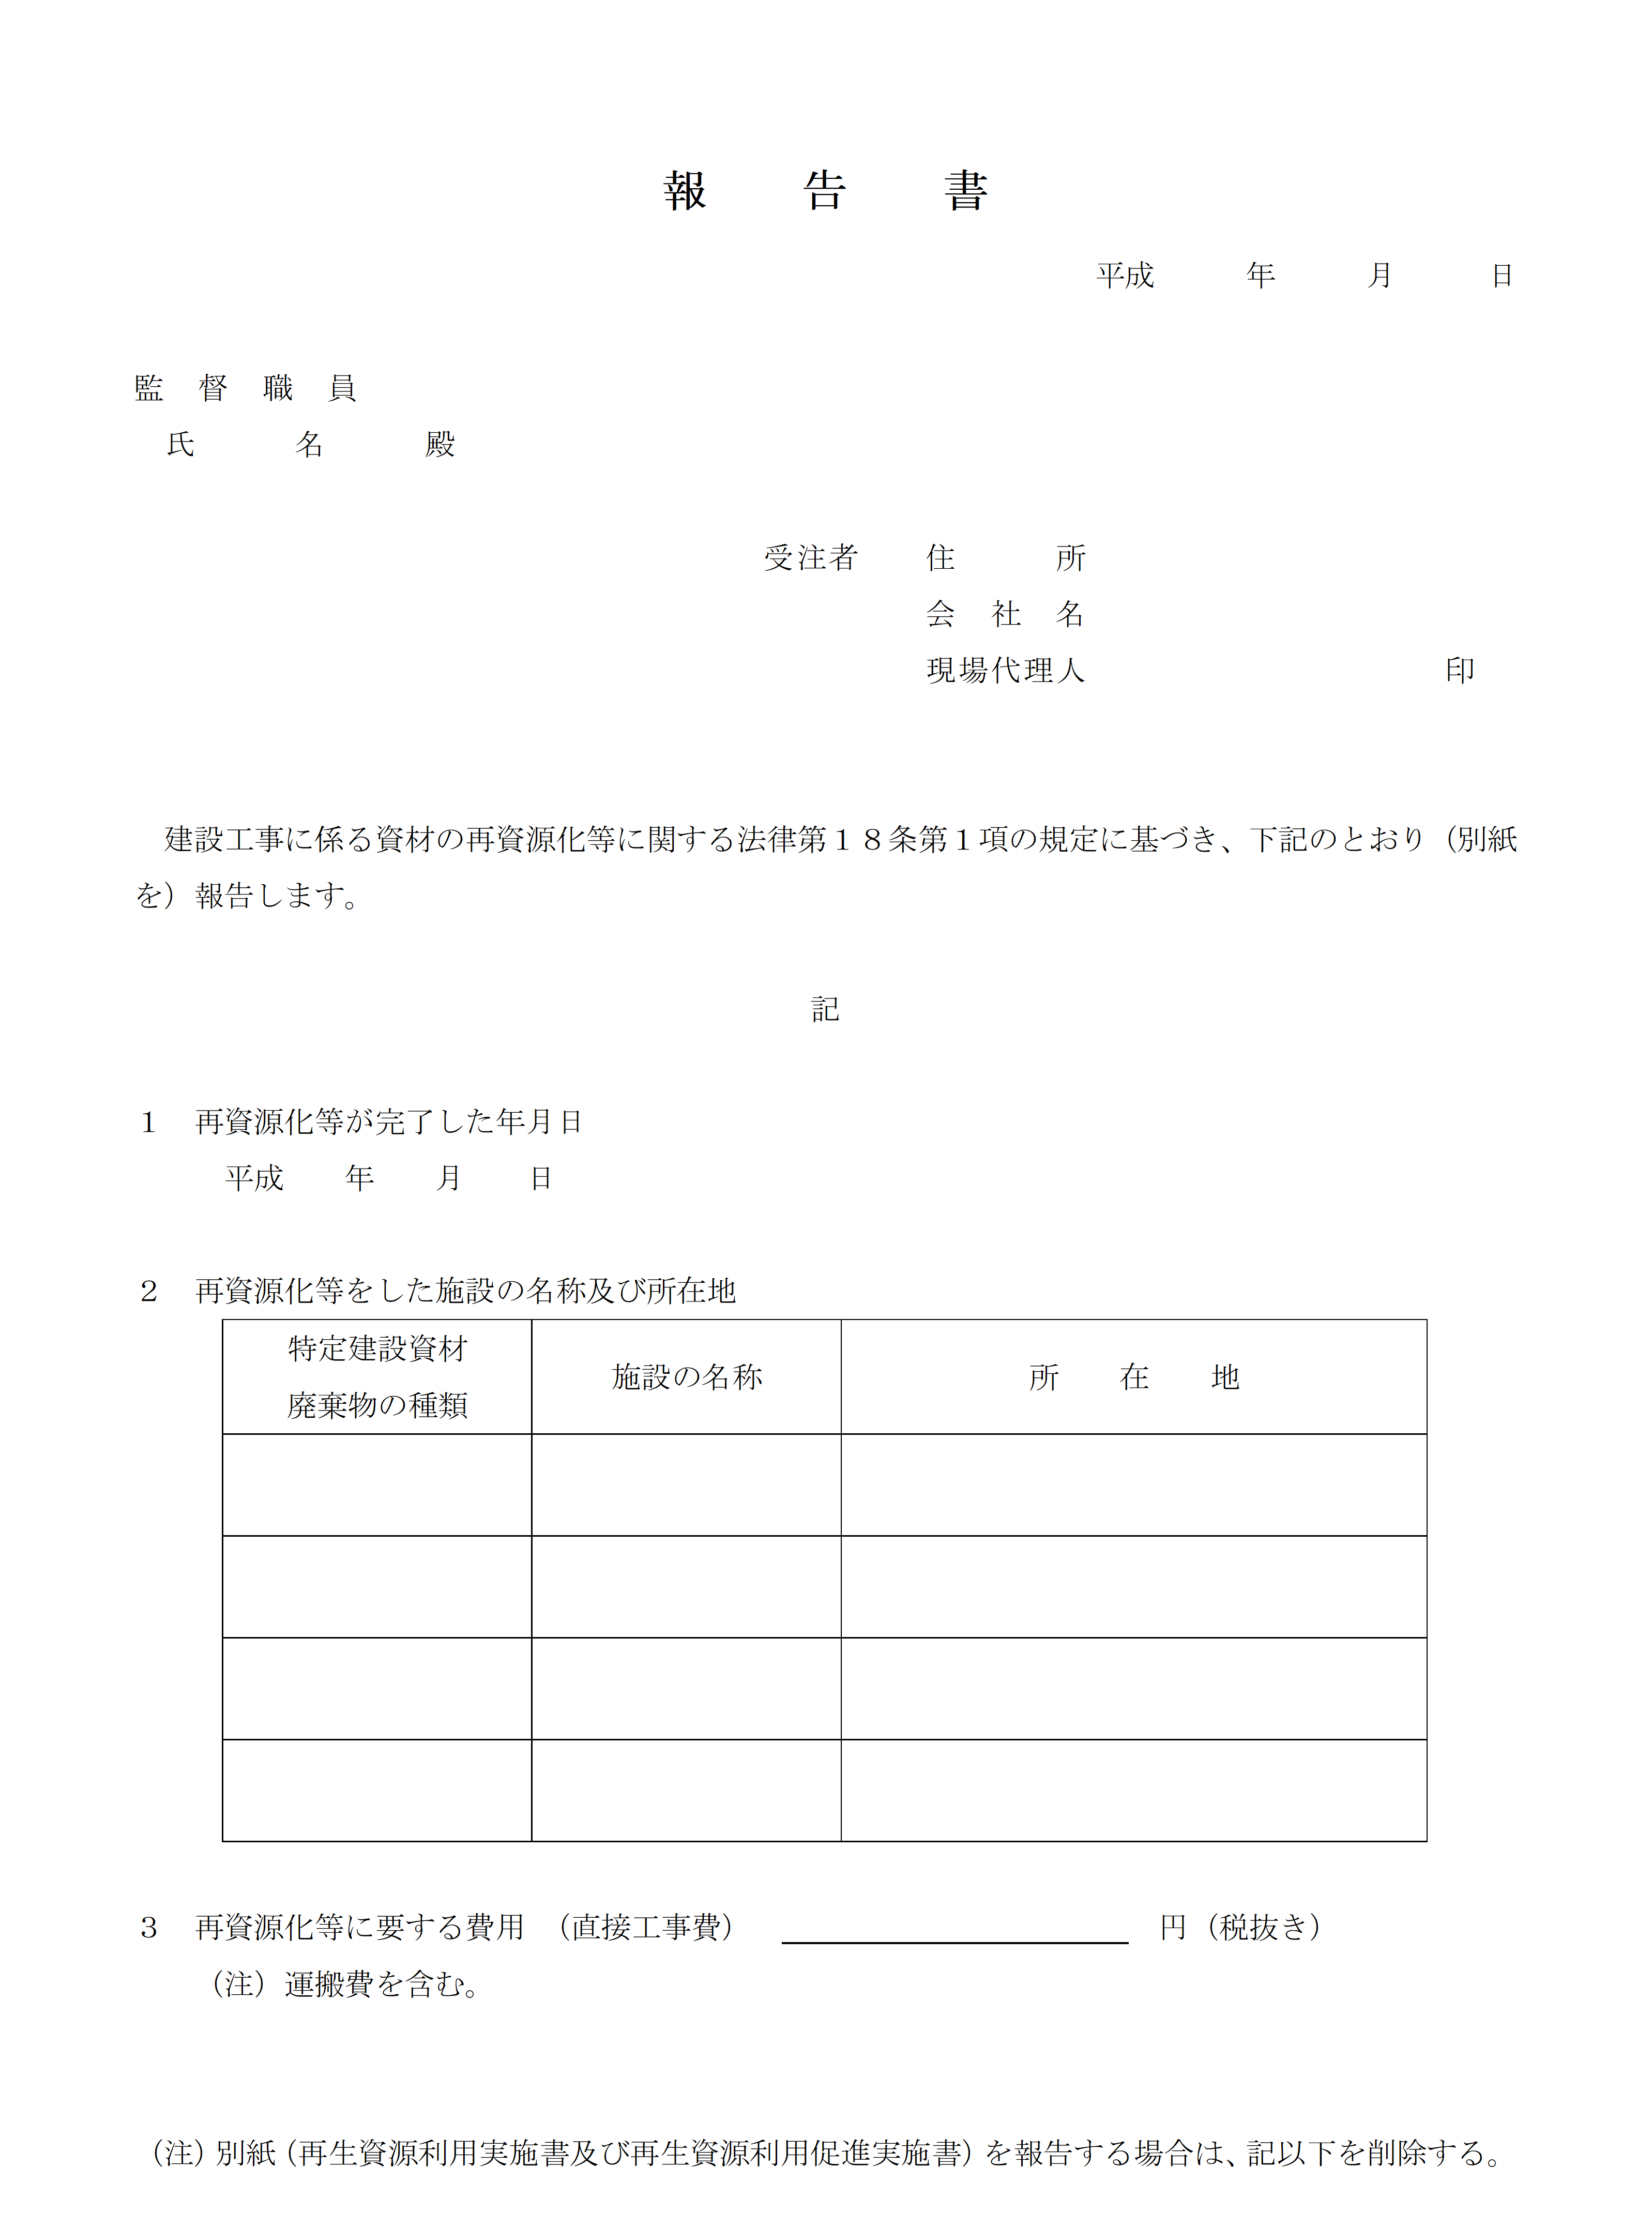 報　告　書
平成　　　年　　　月　　　日
監　督　職　員
氏　　　名　　　殿
受注者　　住　　　所
会　社　名
現場代理人　　　　　　　　　　　印
建設工事に係る資材の再資源化等に関する法律第１８条第１項の規定に基づき、下記のとおり（別紙
を）報告します。
記
１　再資源化等が完了した年月日
平成　　年　　月　　日
２　再資源化等をした施設の名称及び所在地
特定建設資材
廃棄物の種類
施設の名称
所　　在　　地
３　再資源化等に要する費用　（直接工事費）　　　　　　　　　　　　　円（税抜き）
（注）運搬費を含む。
（注）別紙（再生資源利用実施書及び再生資源利用促進実施書）を報告する場合は、記以下を削除する。